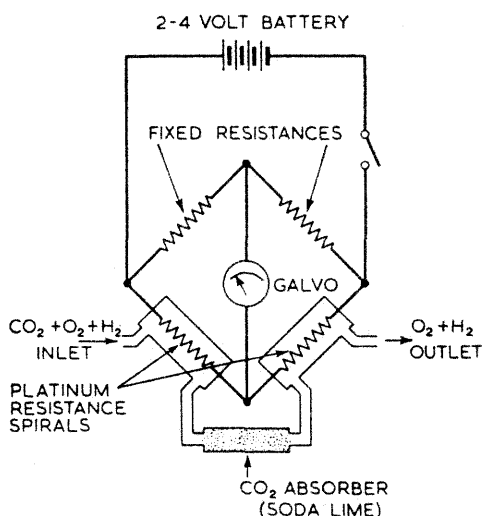 2-4 VOLT BATTERY
FIXED RESISTANCES
GALVO
CO₂ +O₂+H₂
INLET
O₂+H₂
OUTLET
PLATINUM
RESISTANCE
SPIRALS
CO₂ ABSORBER
(SODA LIME)